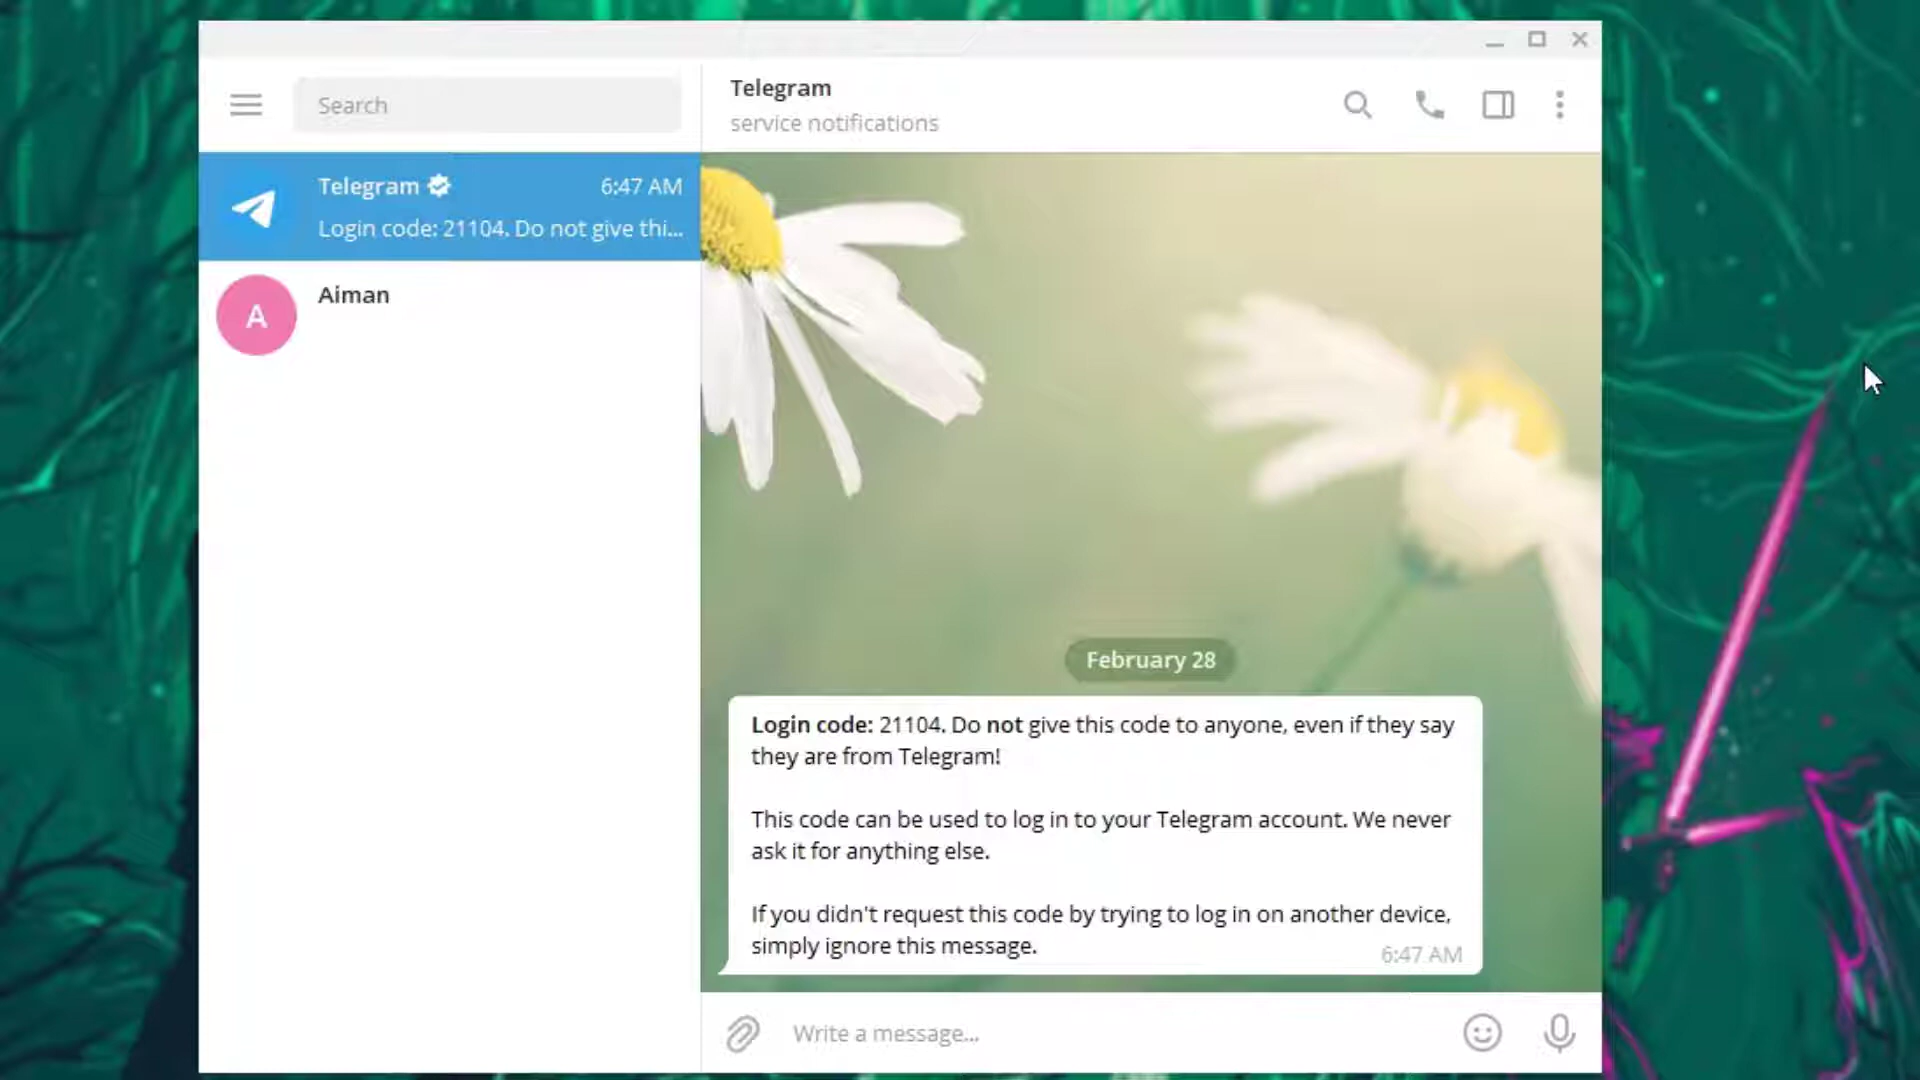 Search
Telegram
service notifications
Telegram
6:47 AM
Login code: 21104. Do not give thi...
A
Aiman
February 28
Login code: 21104. Do not give this code to anyone, even if they say
they are from Telegram!
This code can be used to log in to your Telegram account. We never
ask it for anything else.
If you didn't request this code by trying to log in on another device,
simply ignore this message.
6:47 AM
Write a message...